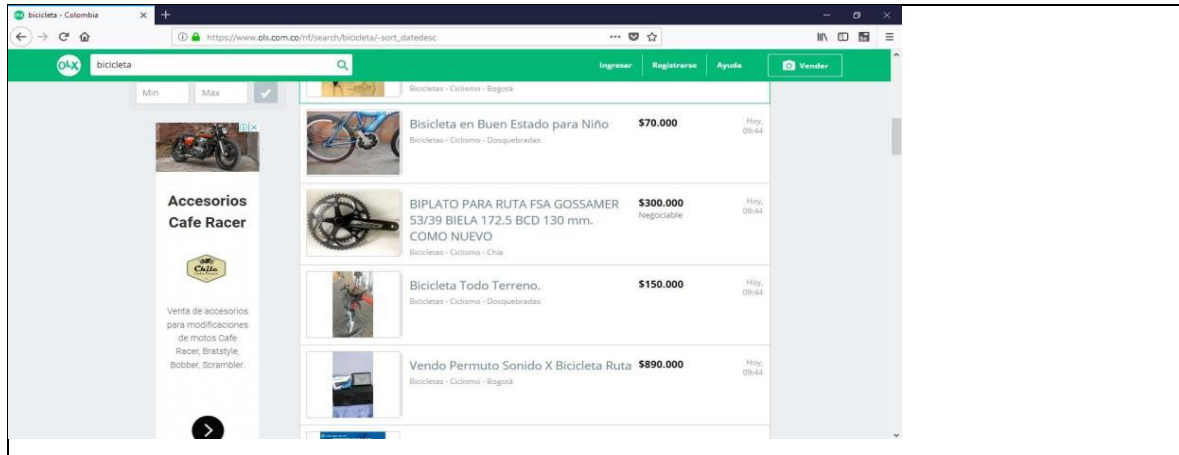 bicicleta - Colombia
https://www.olx.com.co/nf/search/bicicleta/-sort_datedesc
OLX
bicicleta
Ingresar
Registrarse
Ayuda
Vender
Min
Max
Bicicletas - Ciclismo - Bogotá
Bisicleta en Buen Estado para Niño
$70.000
Hoy,
09:44
Bicicletas - Ciclismo - Dosquebradas
Accesorios
Cafe Racer
Chila
Venta de accesorios
para modificaciones
de motos Cafe
Racer, Bratstyle,
Bobber, Scrambler.
BIPLATO PARA RUTA FSA GOSSAMER
53/39 BIELA 172.5 BCD 130 mm.
COMO NUEVO
$300.000
Negociable
Hoy,
09:44
Bicicletas - Ciclismo - Chía
Bicicleta Todo Terreno.
$150.000
Hoy,
09:44
Bicicletas - Ciclismo - Dosquebradas
Vendo Permuto Sonido X Bicicleta Ruta
$890.000
Hoy,
09:44
Bicicletas - Ciclismo - Bogotá